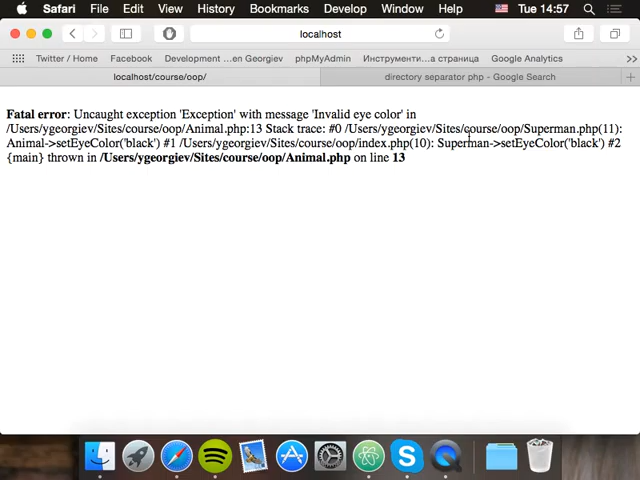 Safari File Edit View History Bookmarks Develop Window Help Tue 14:57
localhost
Twitter / Home Facebook Development ...en Georgiev phpMyAdmin Инструменти...а страница Google Analytics
localhost/course/oop/ directory separator php - Google Search
Fatal error: Uncaught exception 'Exception' with message 'Invalid eye color' in
/Users/ygeorgiev/Sites/course/oop/Animal.php:13 Stack trace: #0 /Users/ygeorgiev/Sites/course/oop/Superman.php(11):
Animal->setEyeColor('black') #1 /Users/ygeorgiev/Sites/course/oop/index.php(10): Superman->setEyeColor('black') #2
{main} thrown in /Users/ygeorgiev/Sites/course/oop/Animal.php on line 13